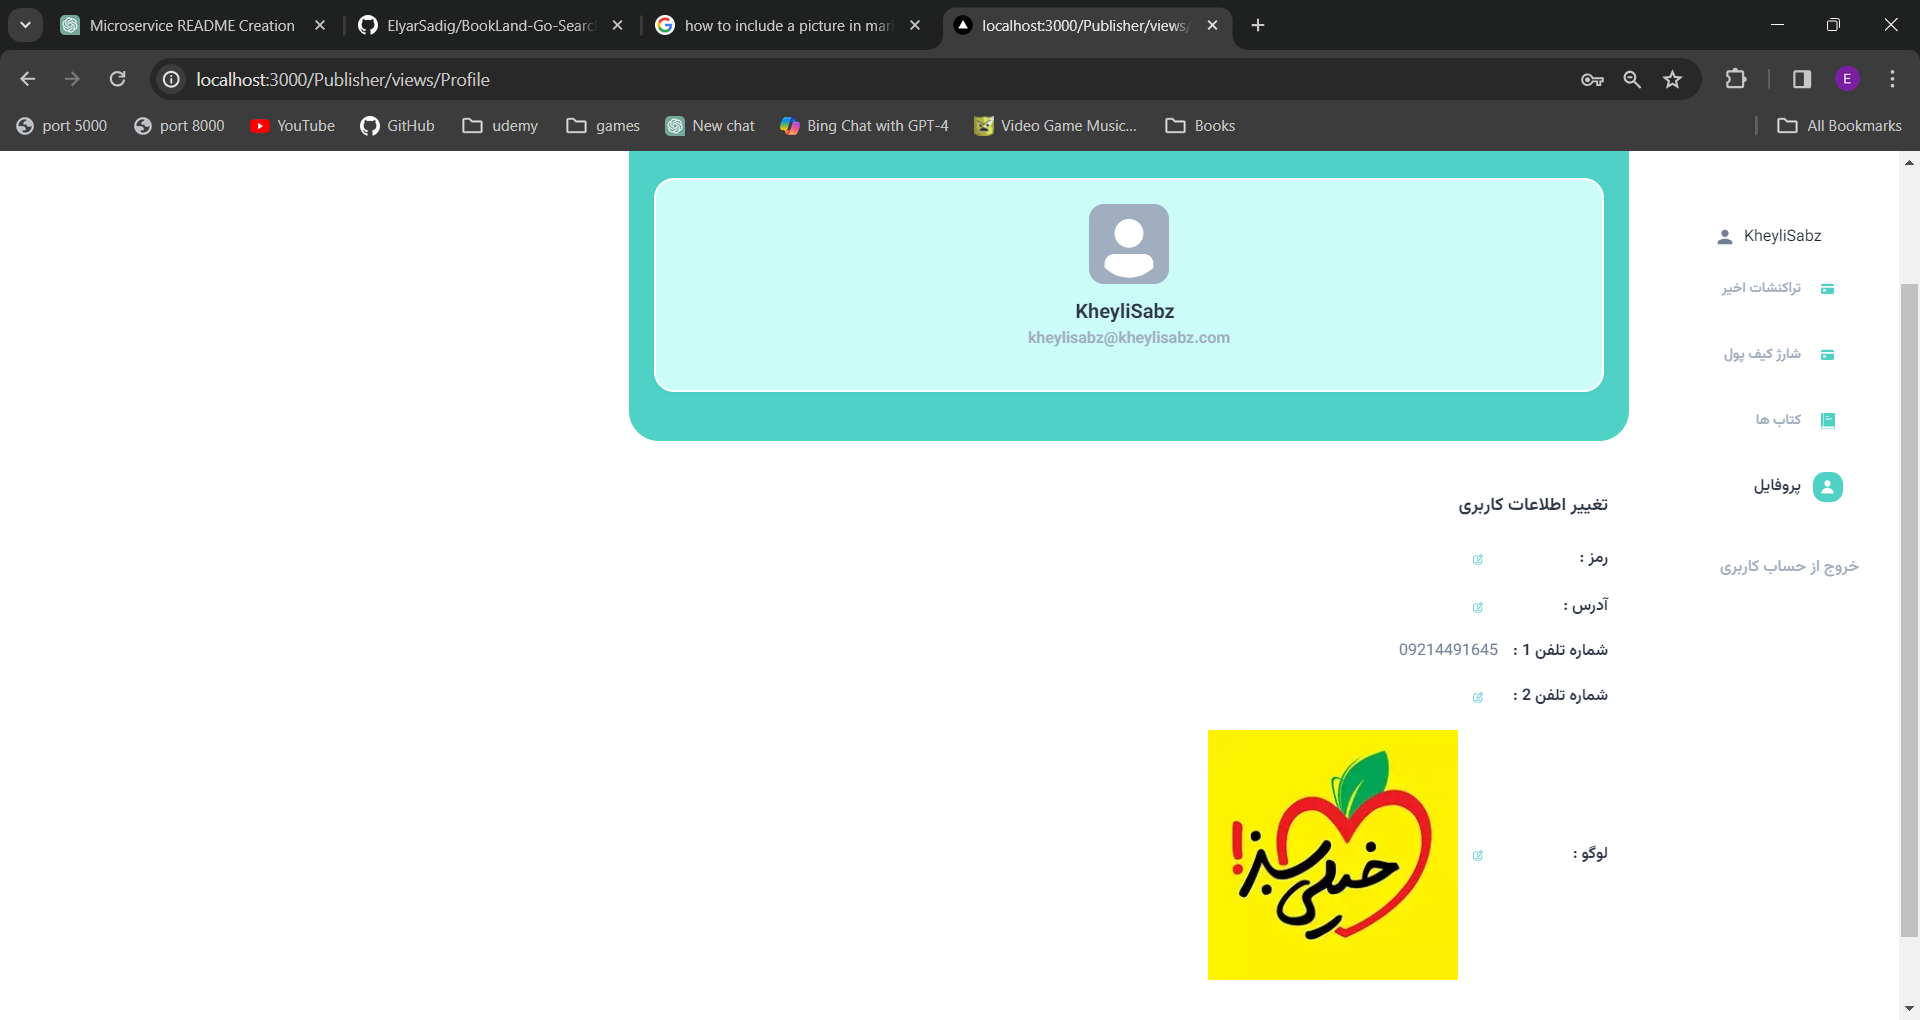 Microservice README Creation
ElyarSadig/BookLand-Go-Searc
how to include a picture in mar
localhost:3000/Publisher/views/
localhost:3000/Publisher/views/Profile
E
port 5000
port 8000
YouTube
GitHub
udemy
games
New chat
Bing Chat with GPT-4
Video Game Music...
Books
All Bookmarks
KheyliSabz
kheylisabz@kheylisabz.com
KheyliSabz
تراکنشات اخیر
شارژ کیف پول
کتاب ها
پروفایل
خروج از حساب کاربری
تغییر اطلاعات کاربری
رمز :
آدرس :
شماره تلفن 1 : 09214491645
شماره تلفن 2 :
لوگو :
خیلی سبز!